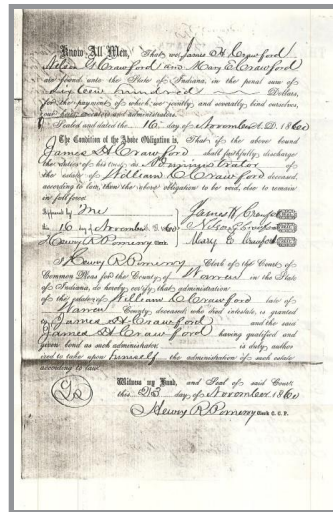 Know All Men, That we James H Crawford
Nelson G Crawford and Mary E Crawford
are bound unto the State of Indiana, in the penal sum of
Sixteen hundred Dollars,
for the payment of which we jointly and severally bind ourselves,
our heirs, executors and administrators.
Sealed and dated the 16 day of November A.D. 1860
The Condition of the Above Obligation is, That if the above bound
James H Crawford shall faithfully discharge
the duties of his trust as Administrator
the estate of William C Crawford deceased,
according to law, then the above obligation to be void, else to remain
in full force.
Approved by me
this 16 day of November 1860
Henry R Pomeroy Clerk.
James H Crawford
Nelson G Crawford
Mary E Crawford
I Henry R Pomeroy Clerk of the Court of
Common Pleas for the County of Warren in the State
of Indiana, do hereby certify, that administration
of the estate of William C Crawford late of
Warren County, deceased, who died intestate, is granted
to James H Crawford and the said
James H Crawford having qualified and
given bond as such administrator is duly autho-
rized to take upon himself the administration of such estate
according to law.
Witness my Hand, and Seal of said Court
this 23 day of November 1860
Henry R Pomeroy Clerk C. C. P.